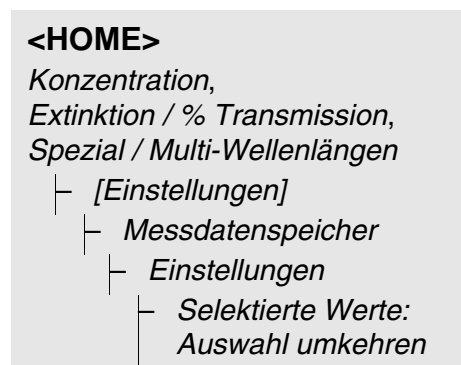 <HOME>
Konzentration,
Extinktion / % Transmission,
Spezial / Multi-Wellenlängen
[Einstellungen]
Messdatenspeicher
Einstellungen
Selektierte Werte:
Auswahl umkehren